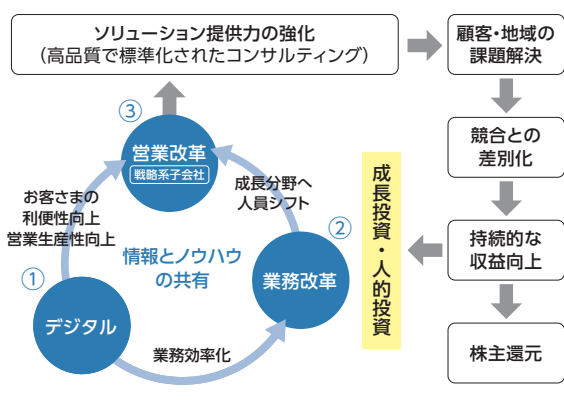 ソリューション提供力の強化
（高品質で標準化されたコンサルティング）
顧客・地域の
課題解決
競合との
差別化
持続的な
収益向上
株主還元
成長投資・人的投資
③
営業改革
戦略系子会社
お客さまの
利便性向上
営業生産性向上
成長分野へ
人員シフト
情報とノウハウ
の共有
②
業務改革
①
デジタル
業務効率化